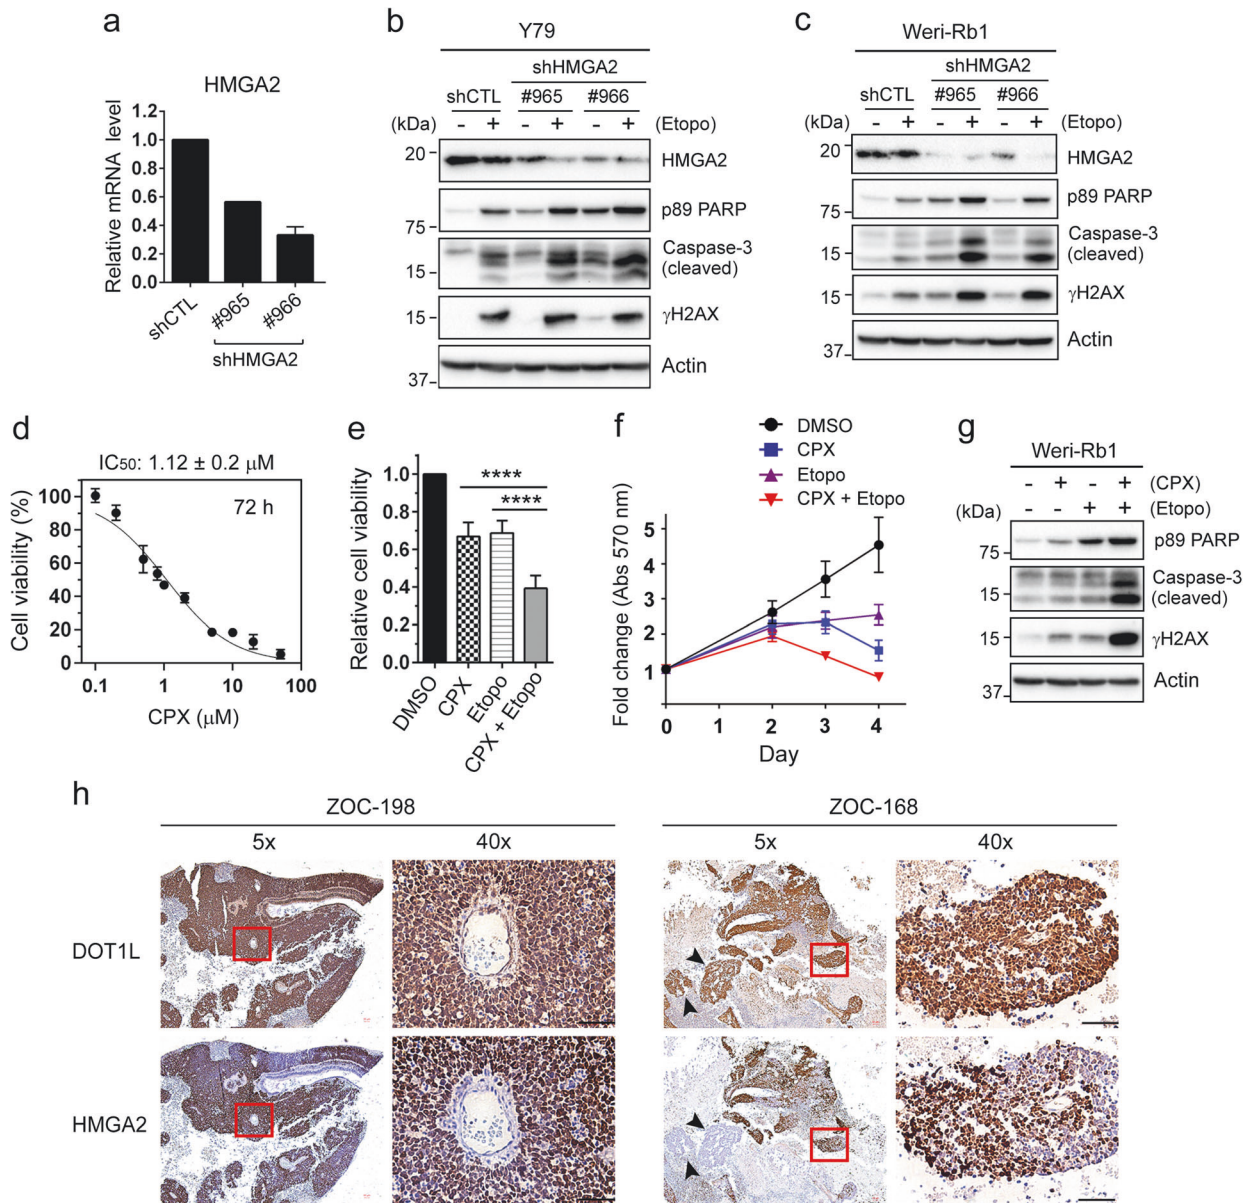 a
HMGA2
Relative mRNA level
1.2
1.0
0.8
0.6
0.4
0.2
0.0
shCTL
#965
#966
shHMGA2
b
Y79
shHMGA2
shCTL #965 #966
(kDa) - + - + - + (Etopo)
20 HMGA2
75 p89 PARP
15 Caspase-3 (cleaved)
15 γH2AX
37 Actin
c
Weri-Rb1
shHMGA2
shCTL #965 #966
(kDa) - + - + - + (Etopo)
20 HMGA2
75 p89 PARP
15 Caspase-3 (cleaved)
15 γH2AX
37 Actin
d
IC50: 1.12 ± 0.2 μM
72 h
Cell viability (%)
100
80
60
40
20
0
0.1 1 10 100
CPX (μM)
e
Relative cell viability
1.0
0.8
0.6
0.4
0.2
0.0
****
****
DMSO
CPX
Etopo
CPX + Etopo
f
DMSO
CPX
Etopo
CPX + Etopo
Fold change (Abs 570 nm)
5
4
3
2
1
0 1 2 3 4
Day
g
Weri-Rb1
- + - + (CPX)
(kDa) - - + + (Etopo)
75 p89 PARP
15 Caspase-3 (cleaved)
15 γH2AX
37 Actin
h
ZOC-198 ZOC-168
5x 40x 5x 40x
DOT1L
HMGA2